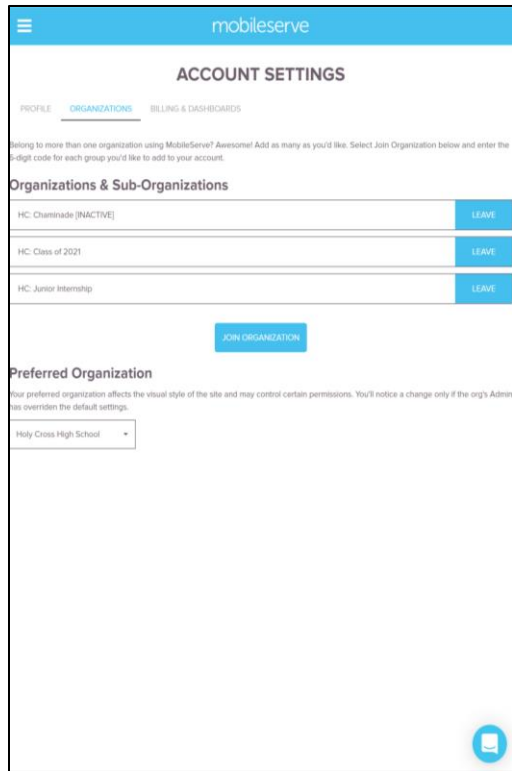 mobileserve
ACCOUNT SETTINGS
PROFILE ORGANIZATIONS BILLING & DASHBOARDS
Belong to more than one organization using MobileServe? Awesome! Add as many as you'd like. Select Join Organization below and enter the
6-digit code for each group you'd like to add to your account.
Organizations & Sub-Organizations
HC: Chaminade [INACTIVE] LEAVE
HC: Class of 2021 LEAVE
HC: Junior Internship LEAVE
JOIN ORGANIZATION
Preferred Organization
Your preferred organization affects the visual style of the site and may control certain permissions. You'll notice a change only if the org's Admin
has overriden the default settings.
Holy Cross High School